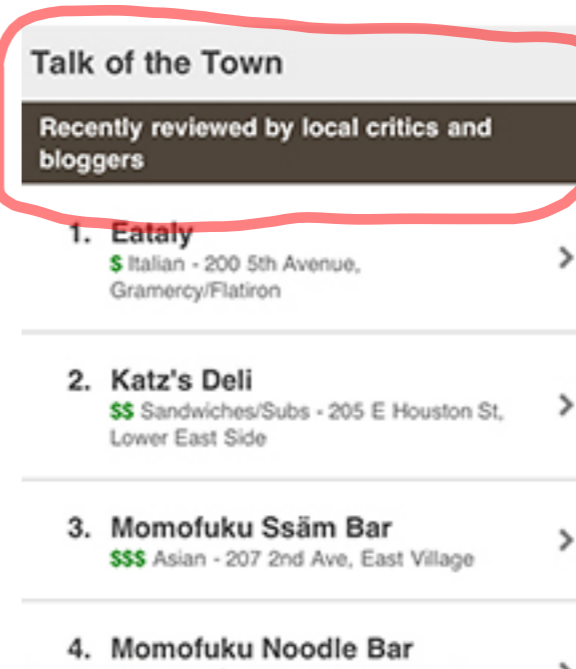 Talk of the Town
Recently reviewed by local critics and
bloggers
1. Eataly
$ Italian - 200 5th Avenue,
Gramercy/Flatiron
2. Katz's Deli
$$ Sandwiches/Subs - 205 E Houston St,
Lower East Side
3. Momofuku Ssäm Bar
$$$ Asian - 207 2nd Ave, East Village
4. Momofuku Noodle Bar